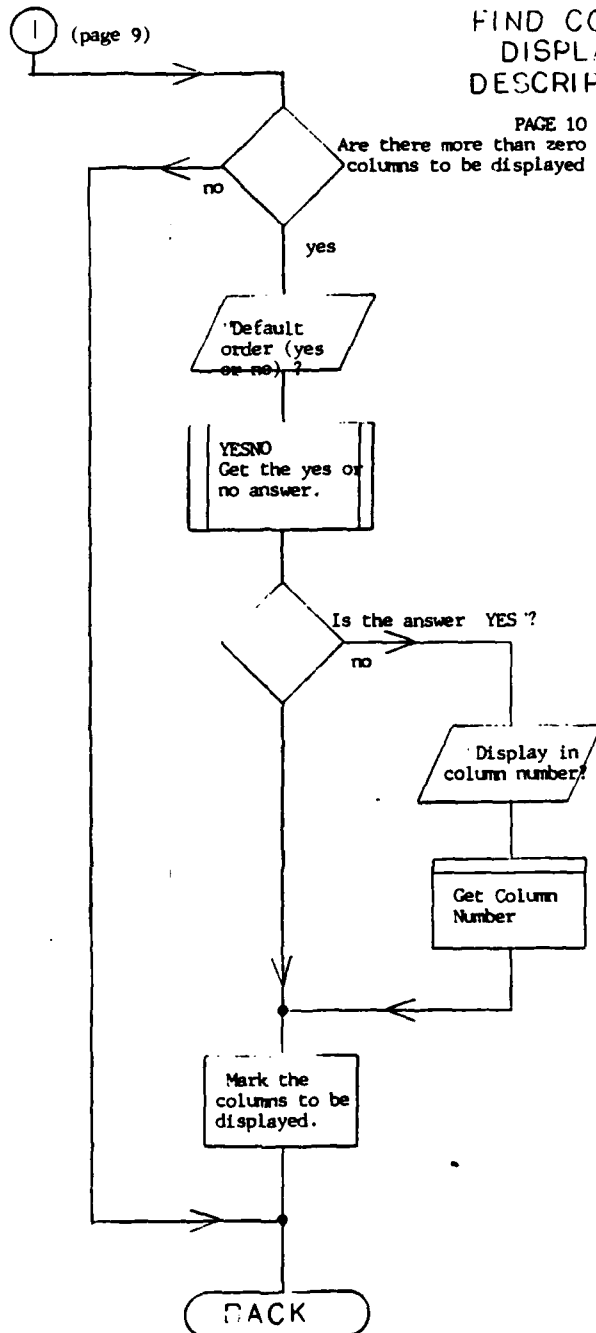 1 (page 9)
FIND CO
DISPLA
DESCRIP
PAGE 10
Are there more than zero
columns to be displayed
no
yes
"Default
order (yes
or no) ?
YESNO
Get the yes or
no answer.
Is the answer YES"?
no
Display in
column number?
Get Column
Number
Mark the
columns to be
displayed.
BACK